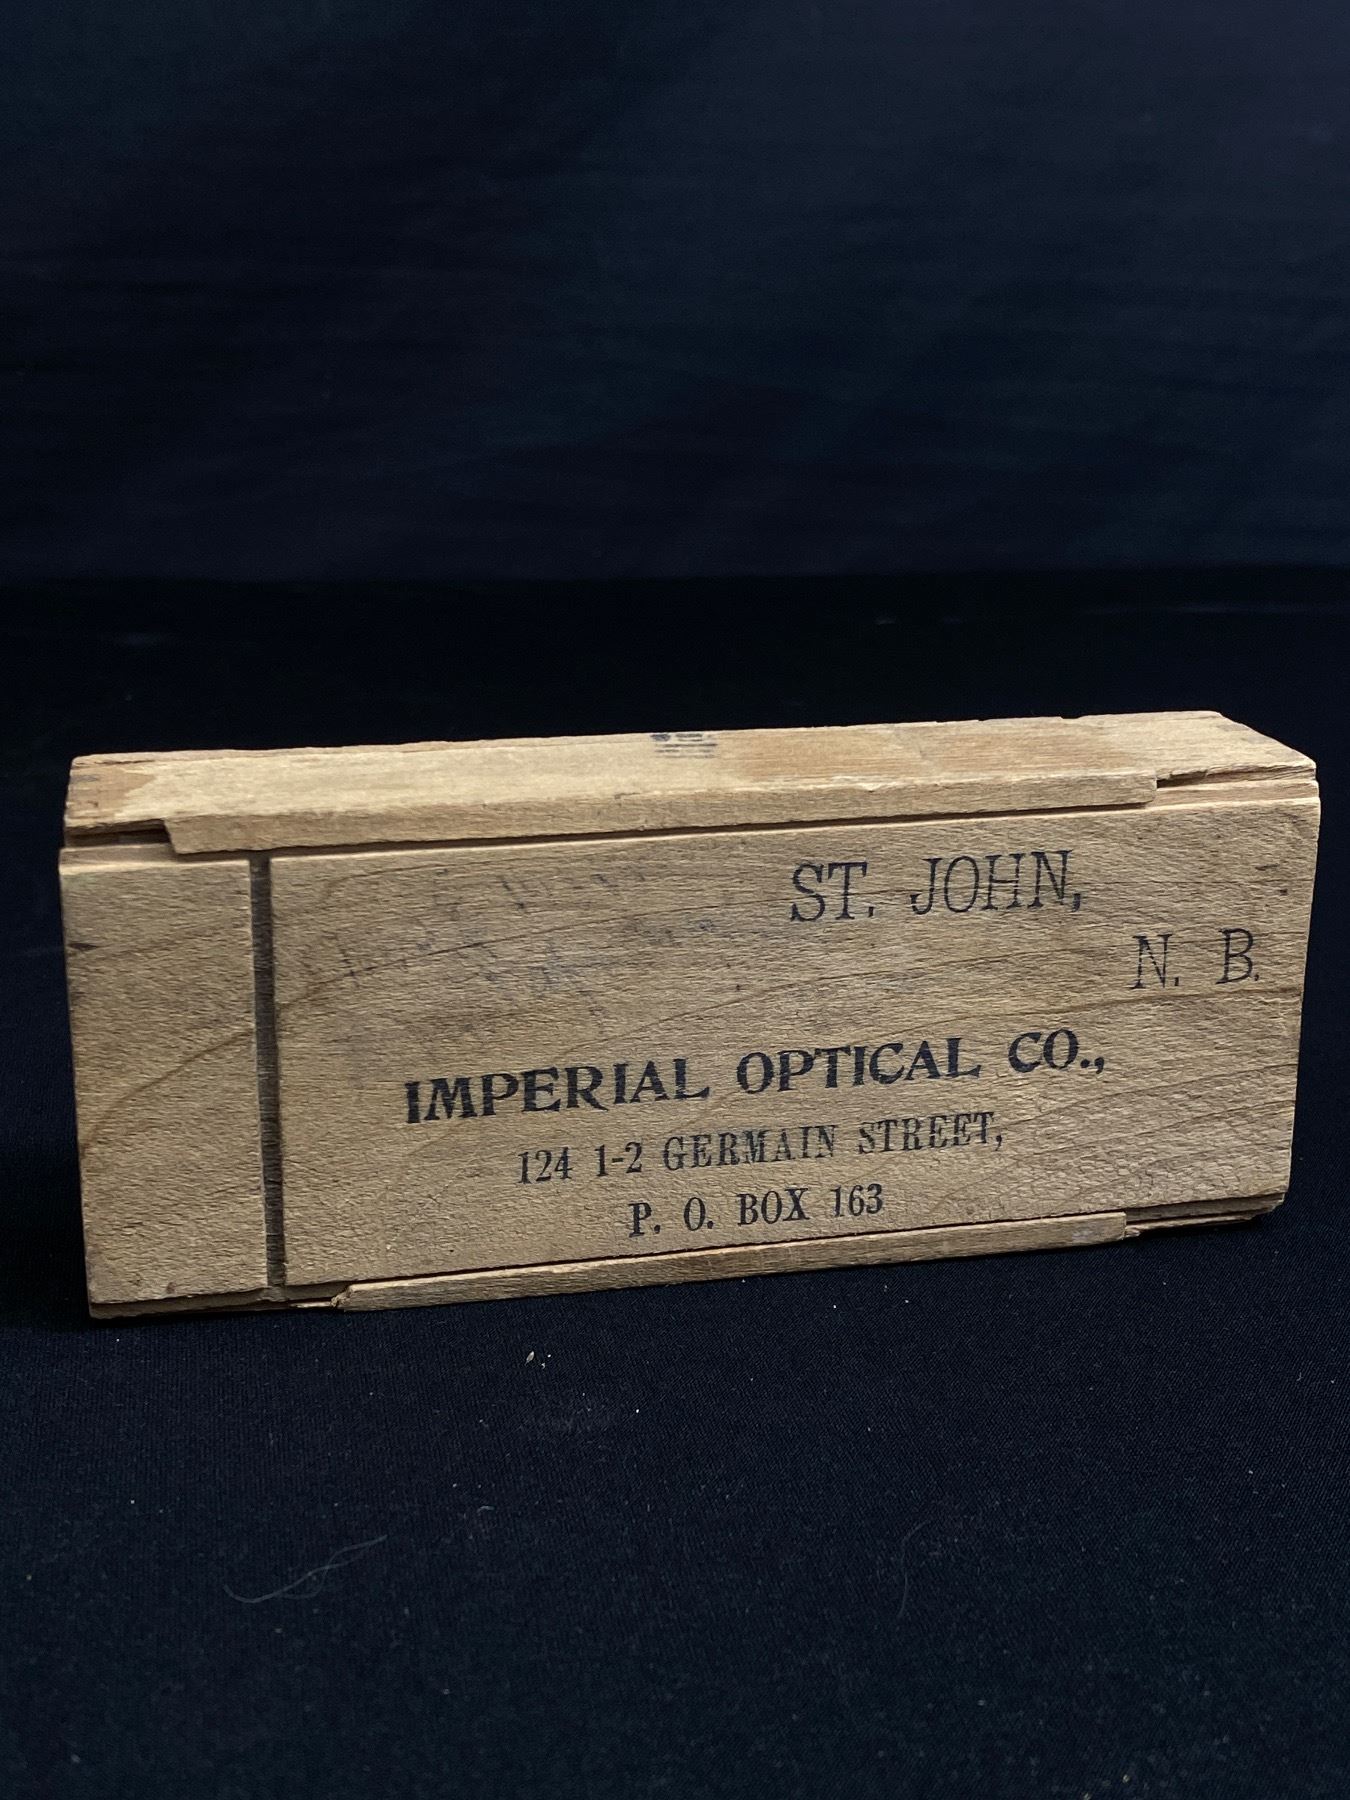 ST. JOHN,
N. B.
IMPERIAL OPTICAL CO.,
124 1-2 GERMAIN STREET,
P. O. BOX 163